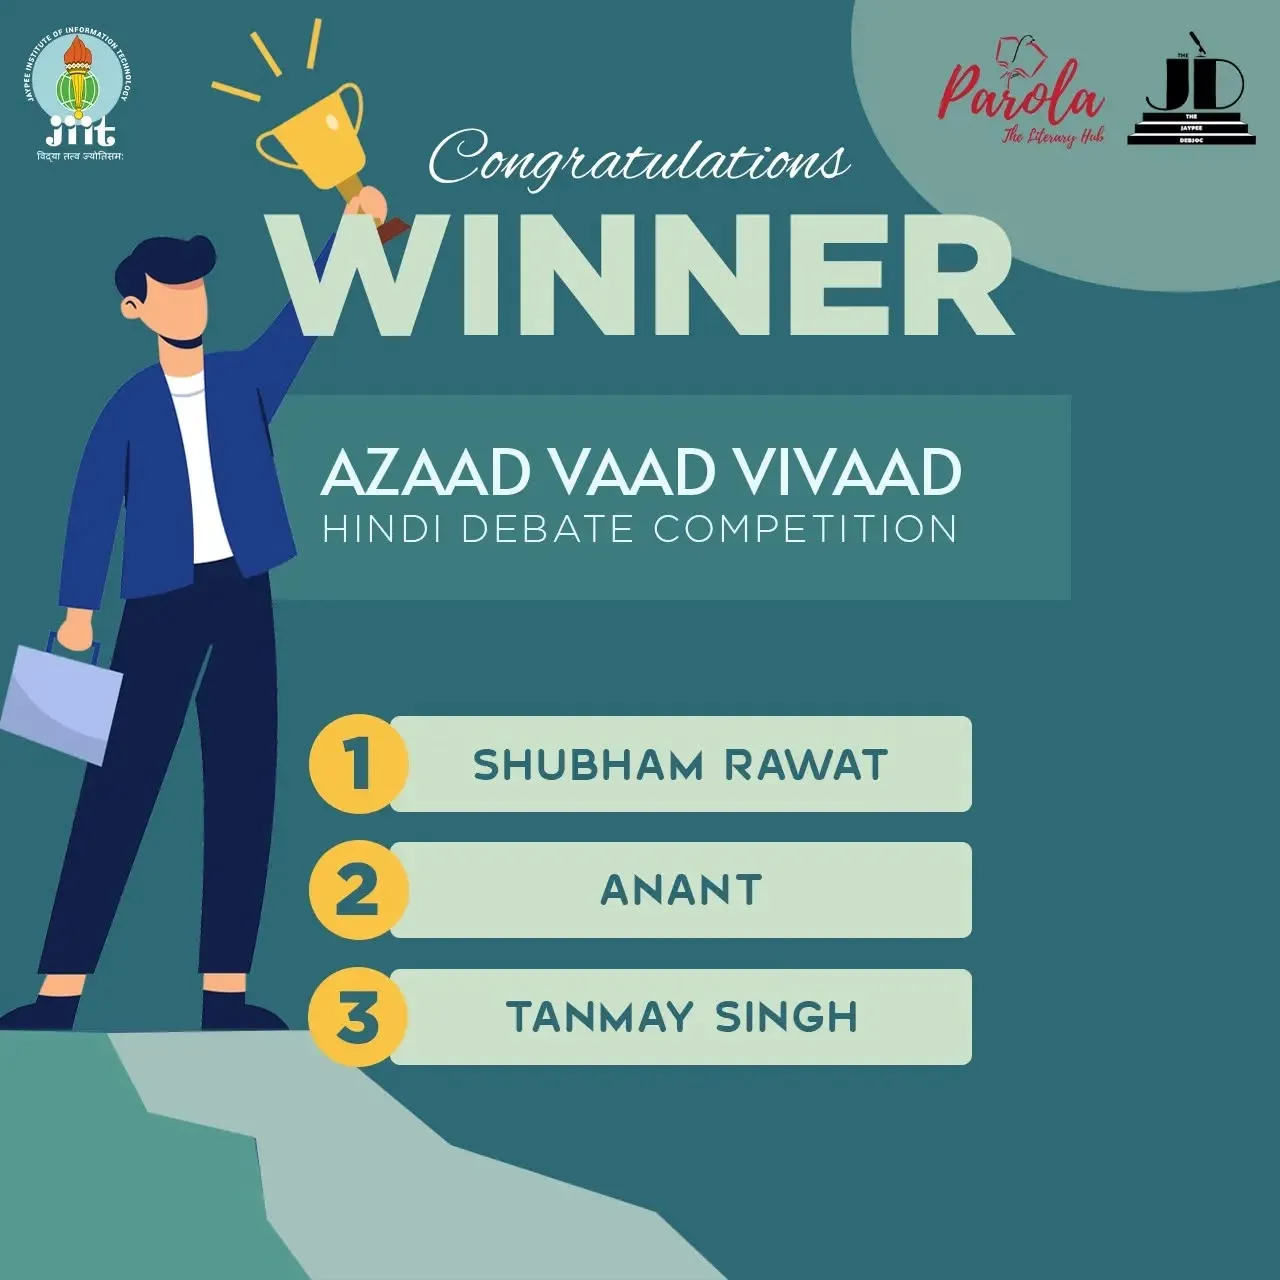 JAYPEE INSTITUTE OF INFORMATION TECHNOLOGY
jiit
विद्या तत्व ज्योतिसम:
Parola
The Literary Hub
THE
JD
THE
JAYPEE
DEBSOC
Congratulations
WINNER
AZAAD VAAD VIVAAD
HINDI DEBATE COMPETITION
1 SHUBHAM RAWAT
2 ANANT
3 TANMAY SINGH